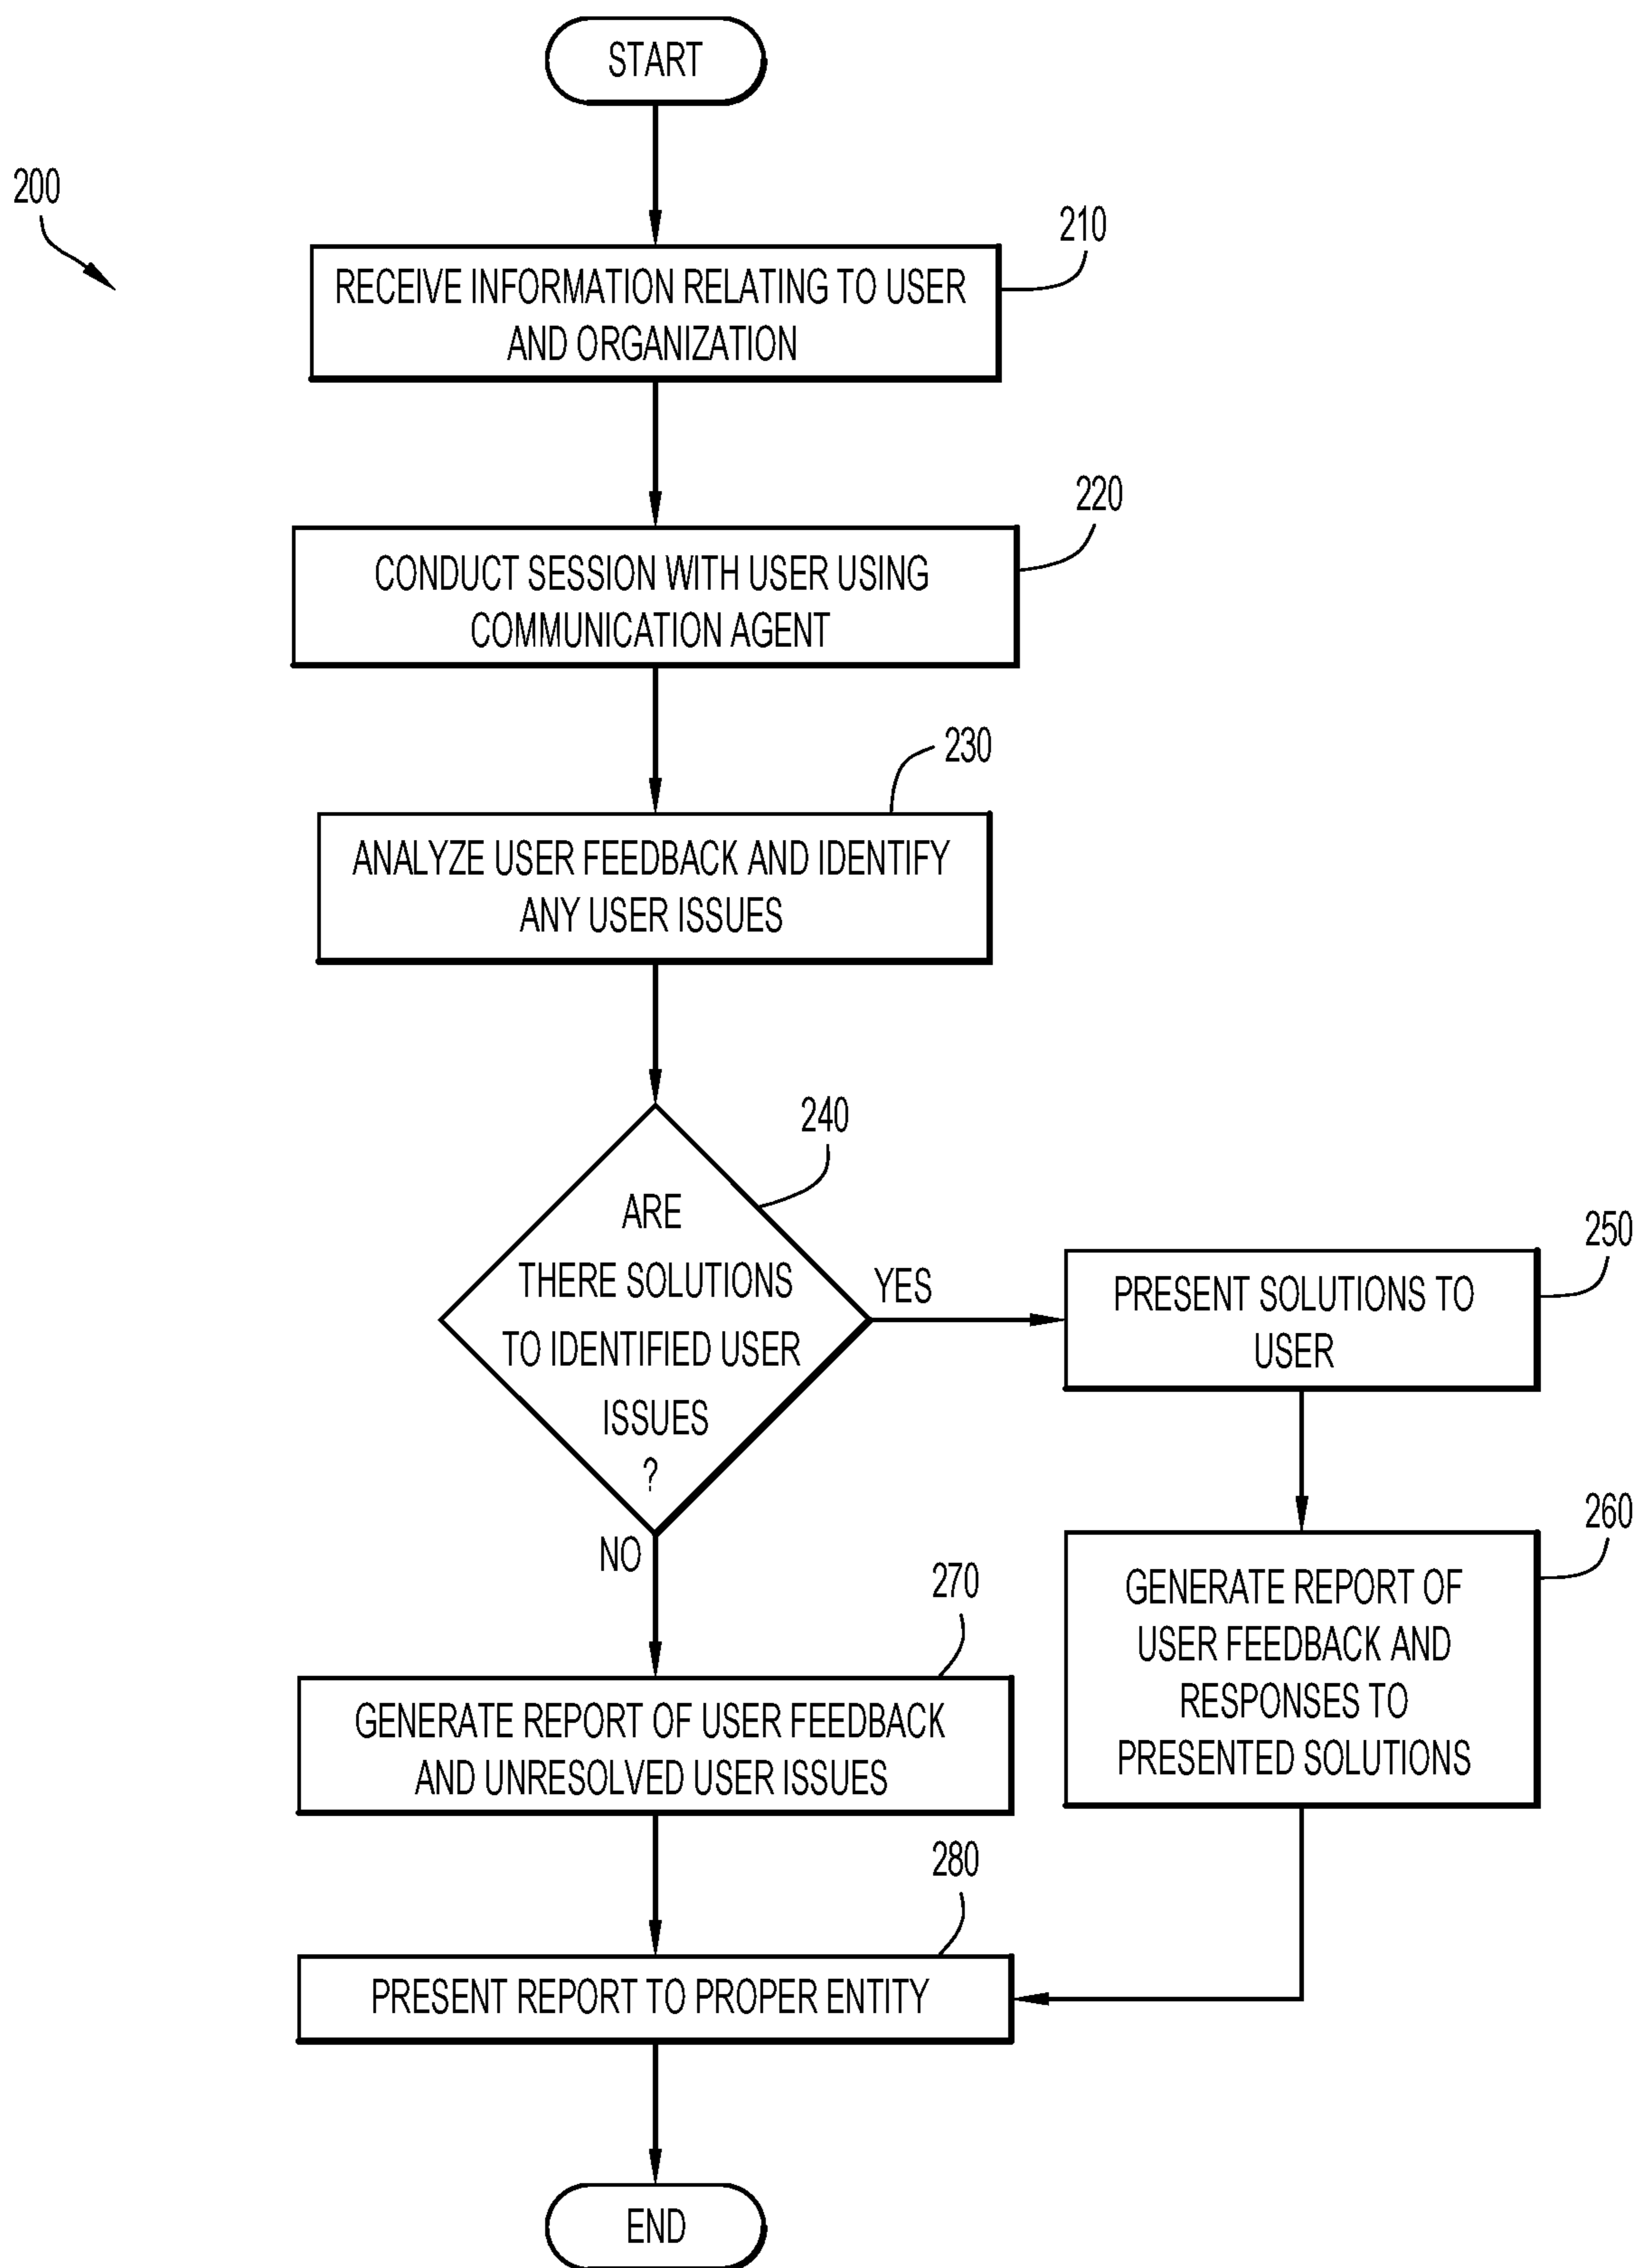 START
200
210
RECEIVE INFORMATION RELATING TO USER
AND ORGANIZATION
220
CONDUCT SESSION WITH USER USING
COMMUNICATION AGENT
230
ANALYZE USER FEEDBACK AND IDENTIFY
ANY USER ISSUES
240
ARE
THERE SOLUTIONS
TO IDENTIFIED USER
ISSUES
?
YES
250
PRESENT SOLUTIONS TO
USER
260
GENERATE REPORT OF
USER FEEDBACK AND
RESPONSES TO
PRESENTED SOLUTIONS
NO
270
GENERATE REPORT OF USER FEEDBACK
AND UNRESOLVED USER ISSUES
280
PRESENT REPORT TO PROPER ENTITY
END